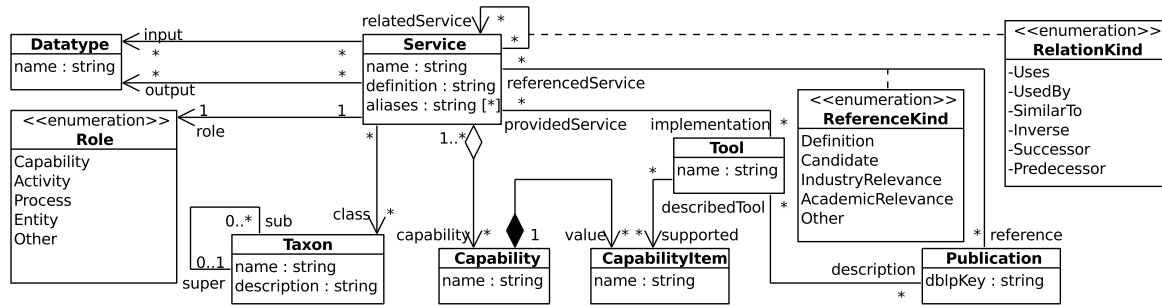 relatedService
*
*
Datatype
name : string
input
*
*
*
*
output
Service
name : string
definition : string
aliases : string [*]
*
referencedService
*
providedService
<<enumeration>>
RelationKind
-Uses
-UsedBy
-SimilarTo
-Inverse
-Successor
-Predecessor
<<enumeration>>
ReferenceKind
Definition
Candidate
IndustryRelevance
AcademicRelevance
Other
<<enumeration>>
Role
Capability
Activity
Process
Entity
Other
1
role
1
*
1..*
implementation
*
Tool
name : string
*
describedTool
*
0..*
sub
0..1
super
class
*
Taxon
name : string
description : string
capability
*
Capability
name : string
1
value
*
*
supported
CapabilityItem
name : string
description
*
*
reference
Publication
dblpKey : string